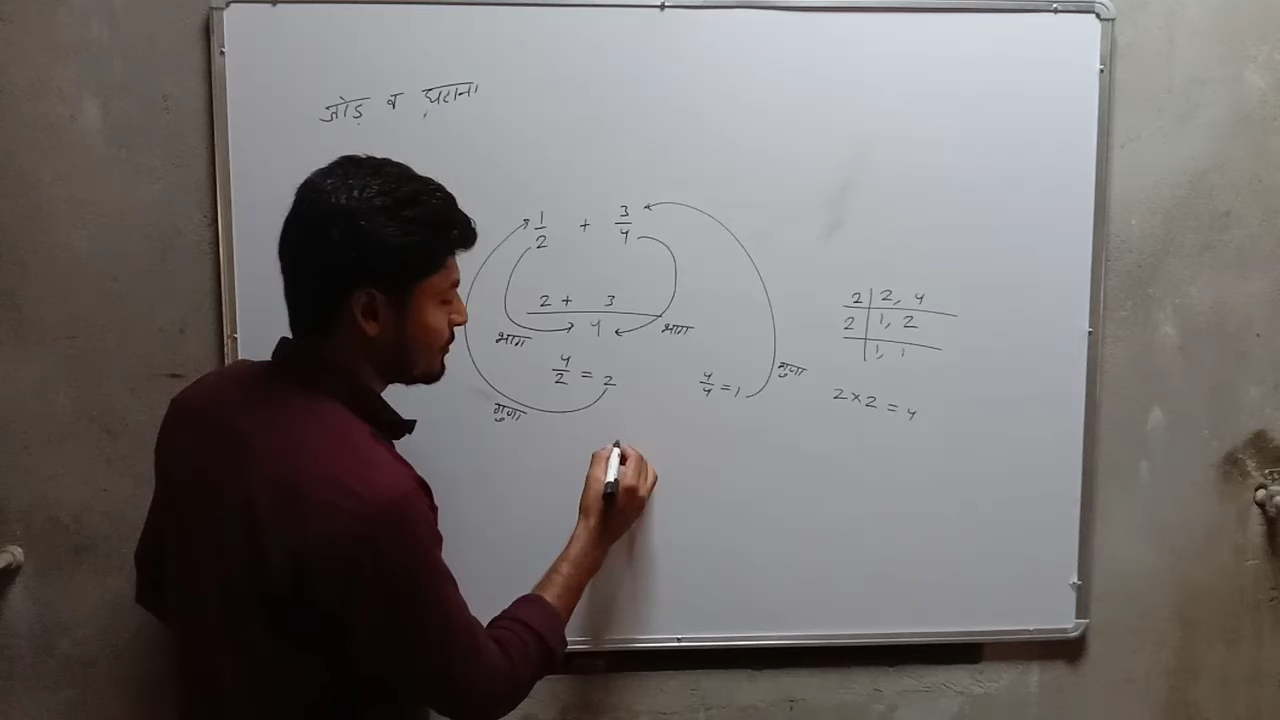 जोड़ व घटाना
1/2 + 3/4
2 + 3
4
भाग भाग
4/2 = 2
4/4 = 1
गुणा
गुणा
2 | 2, 4
2 | 1, 2
1, 1
2 × 2 = 4